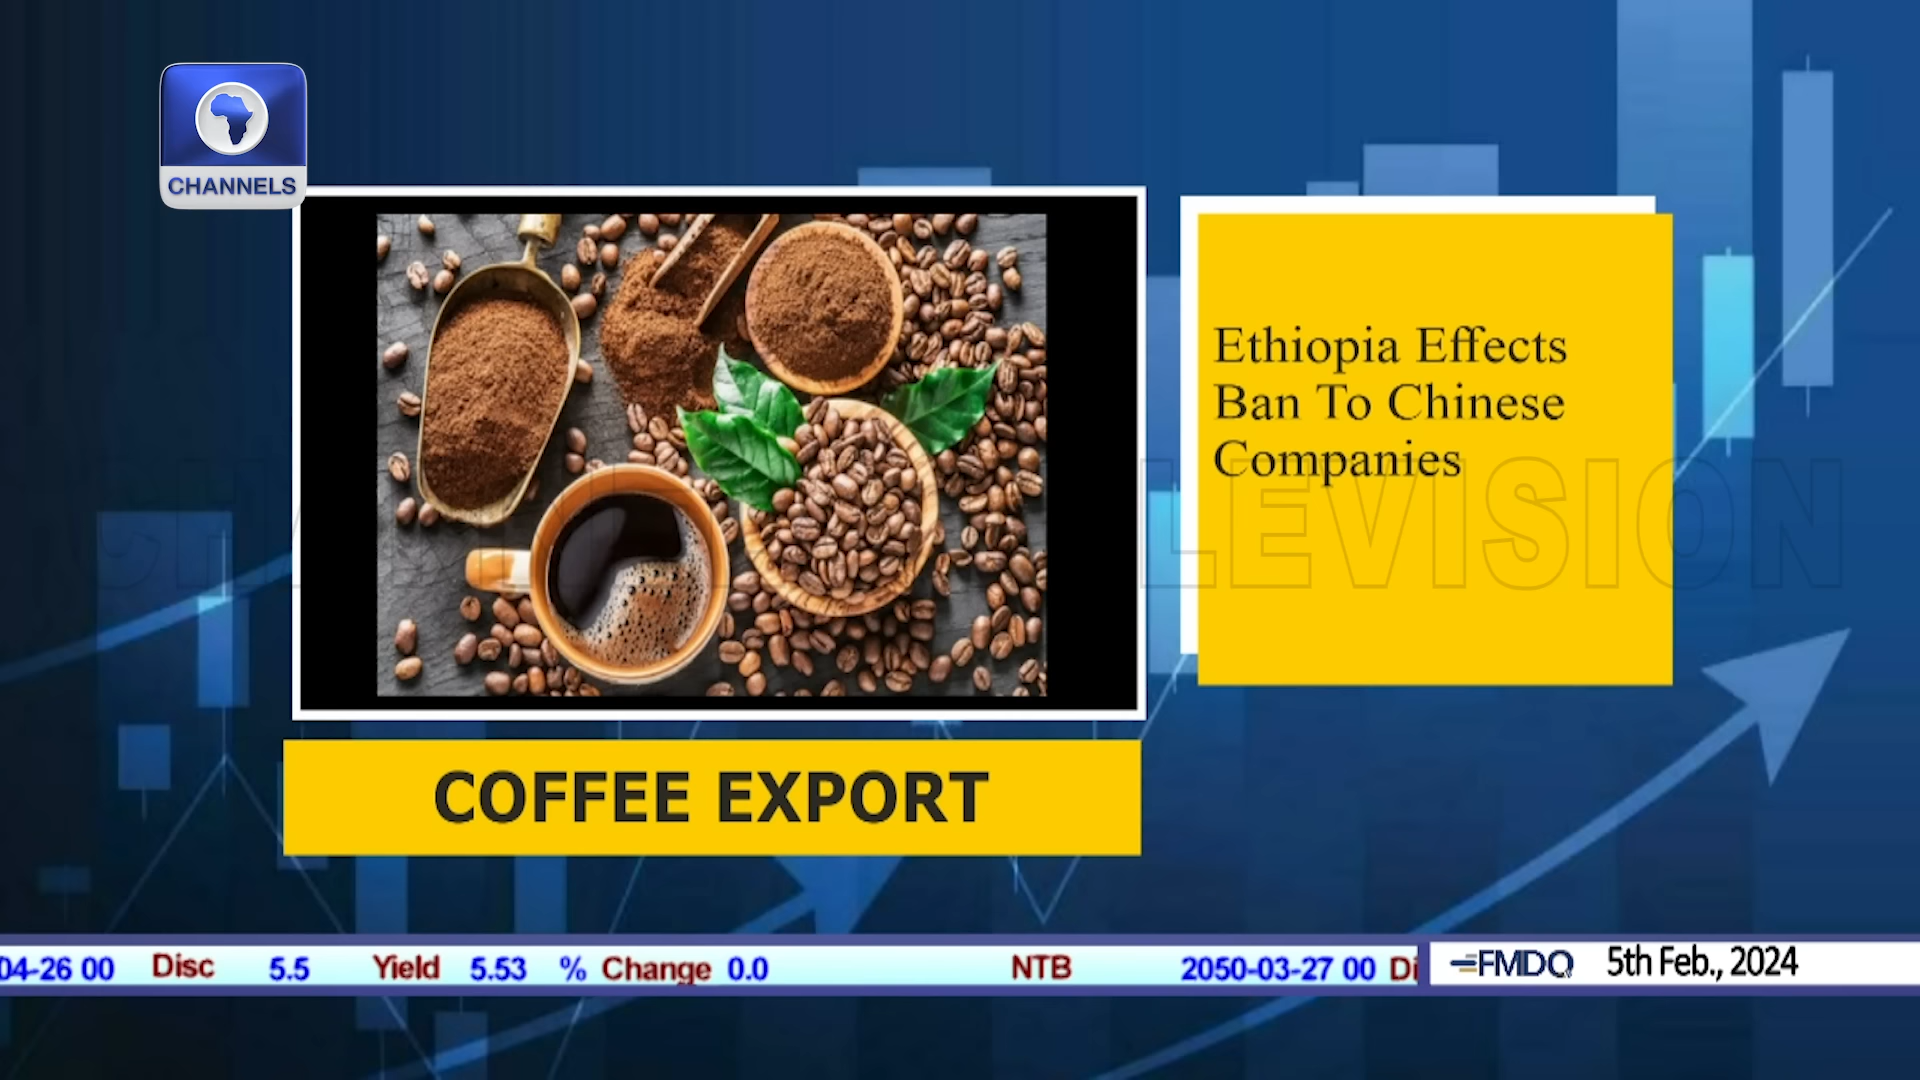 CHANNELS
Ethiopia Effects
Ban To Chinese
Companies
COFFEE EXPORT
04-26 00 Disc 5.5 Yield 5.53 % Change 0.0 NTB 2050-03-27 00 Di
FMDQ 5th Feb., 2024